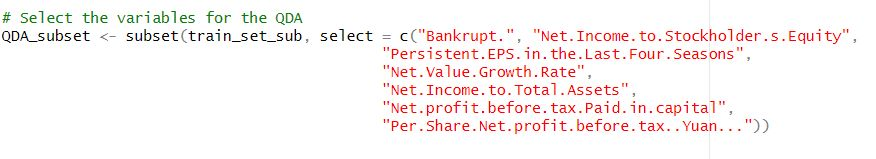 # Select the variables for the QDA
QDA_subset <- subset(train_set_sub, select = c("Bankrupt.", "Net.Income.to.Stockholder.s.Equity",
"Persistent.EPS.in.the.Last.Four.Seasons",
"Net.Value.Growth.Rate",
"Net.Income.to.Total.Assets",
"Net.profit.before.tax.Paid.in.capital",
"Per.Share.Net.profit.before.tax..Yuan..."))